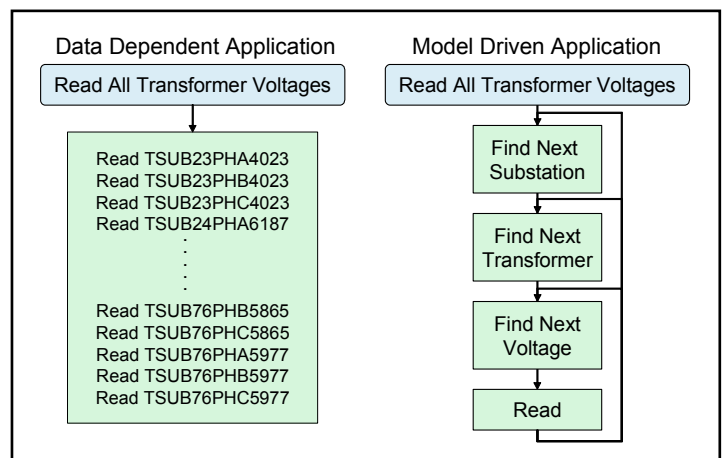 Data Dependent Application
Read All Transformer Voltages
Read TSUB23PHA4023
Read TSUB23PHB4023
Read TSUB23PHC4023
Read TSUB24PHA6187
.
.
.
.
.
Read TSUB76PHB5865
Read TSUB76PHC5865
Read TSUB76PHA5977
Read TSUB76PHB5977
Read TSUB76PHC5977
Model Driven Application
Read All Transformer Voltages
Find Next
Substation
Find Next
Transformer
Find Next
Voltage
Read